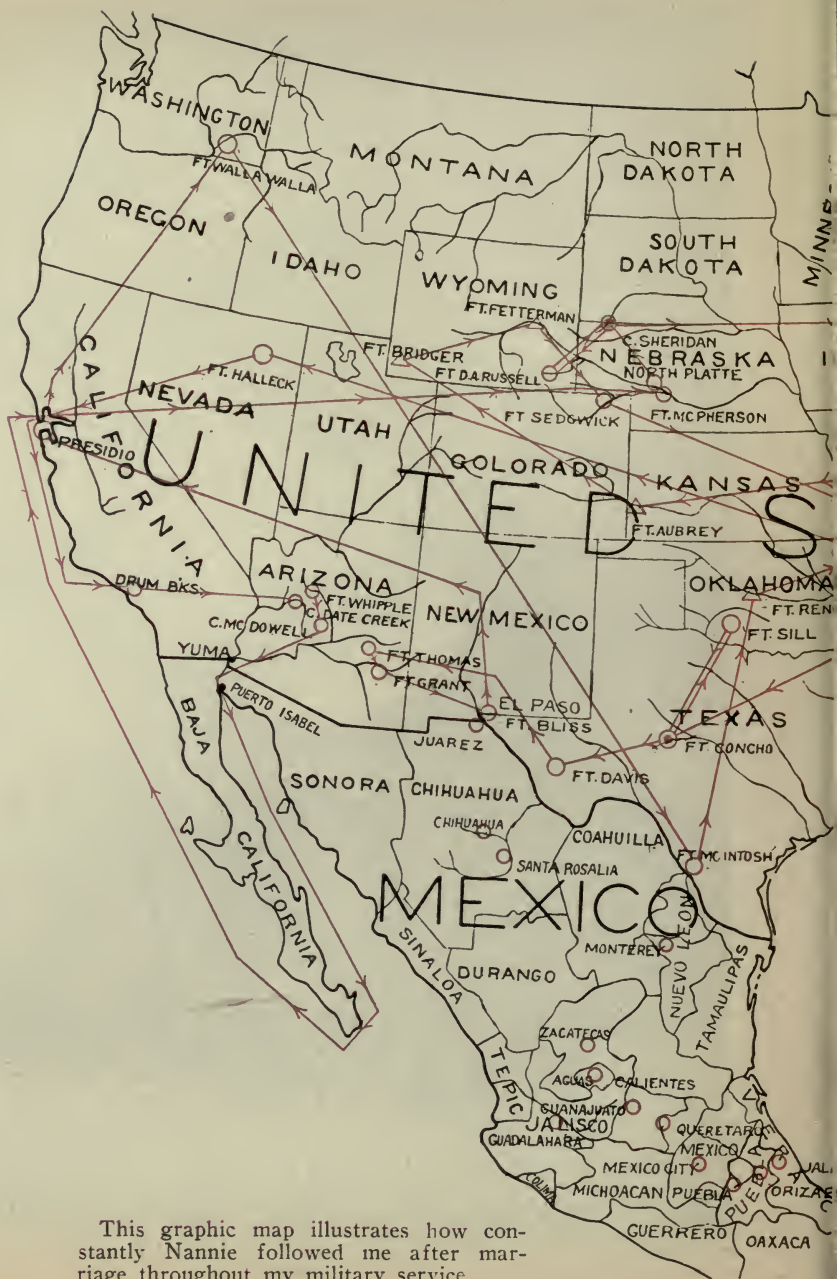 WASHINGTON
FT. WALLA WALLA
MONTANA
NORTH
DAKOTA
OREGON
IDAHO
SOUTH
DAKOTA
WYOMING
FT. FETTERMAN
C. SHERIDAN
FT. BRIDGER
NEBRASKA
FT D.A. RUSSELL
NORTH PLATTE
FT. HALLECK
NEVADA
UTAH
FT SEDGWICK
FT. MCPHERSON
CALIFORNIA
PRESIDIO
COLORADO
KANSAS
UNITED S
FT. AUBREY
DRUM BKS.
ARIZONA
FT. WHIPPLE
C. DATE CREEK
C. MC DOWELL
NEW MEXICO
OKLAHOMA
FT. REN
FT. SILL
YUMA
FT. THOMAS
FT. GRANT
PUERTO ISABEL
EL PASO
FT. BLISS
JUAREZ
TEXAS
FT. CONCHO
FT. DAVIS
BAJA
CALIFORNIA
SONORA
CHIHUAHUA
CHIHUAHUA
SANTA ROSALIA
COAHUILLA
FT. MC INTOSH
MEXICO
MONTEREY
NUEVO LEON
TAMAULIPAS
SINALOA
DURANGO
ZACATECAS
TEPIC
AGUAS CALIENTES
GUANAJUATO
JALISCO
GUADALAHARA
QUERETARO
MEXICO
MEXICO CITY
COLIMA
MICHOACAN
PUEBLA
PUEBLA
JAL
ORIZA
GUERRERO
OAXACA
This graphic map illustrates how con-
stantly Nannie followed me after mar-
riage throughout my military service